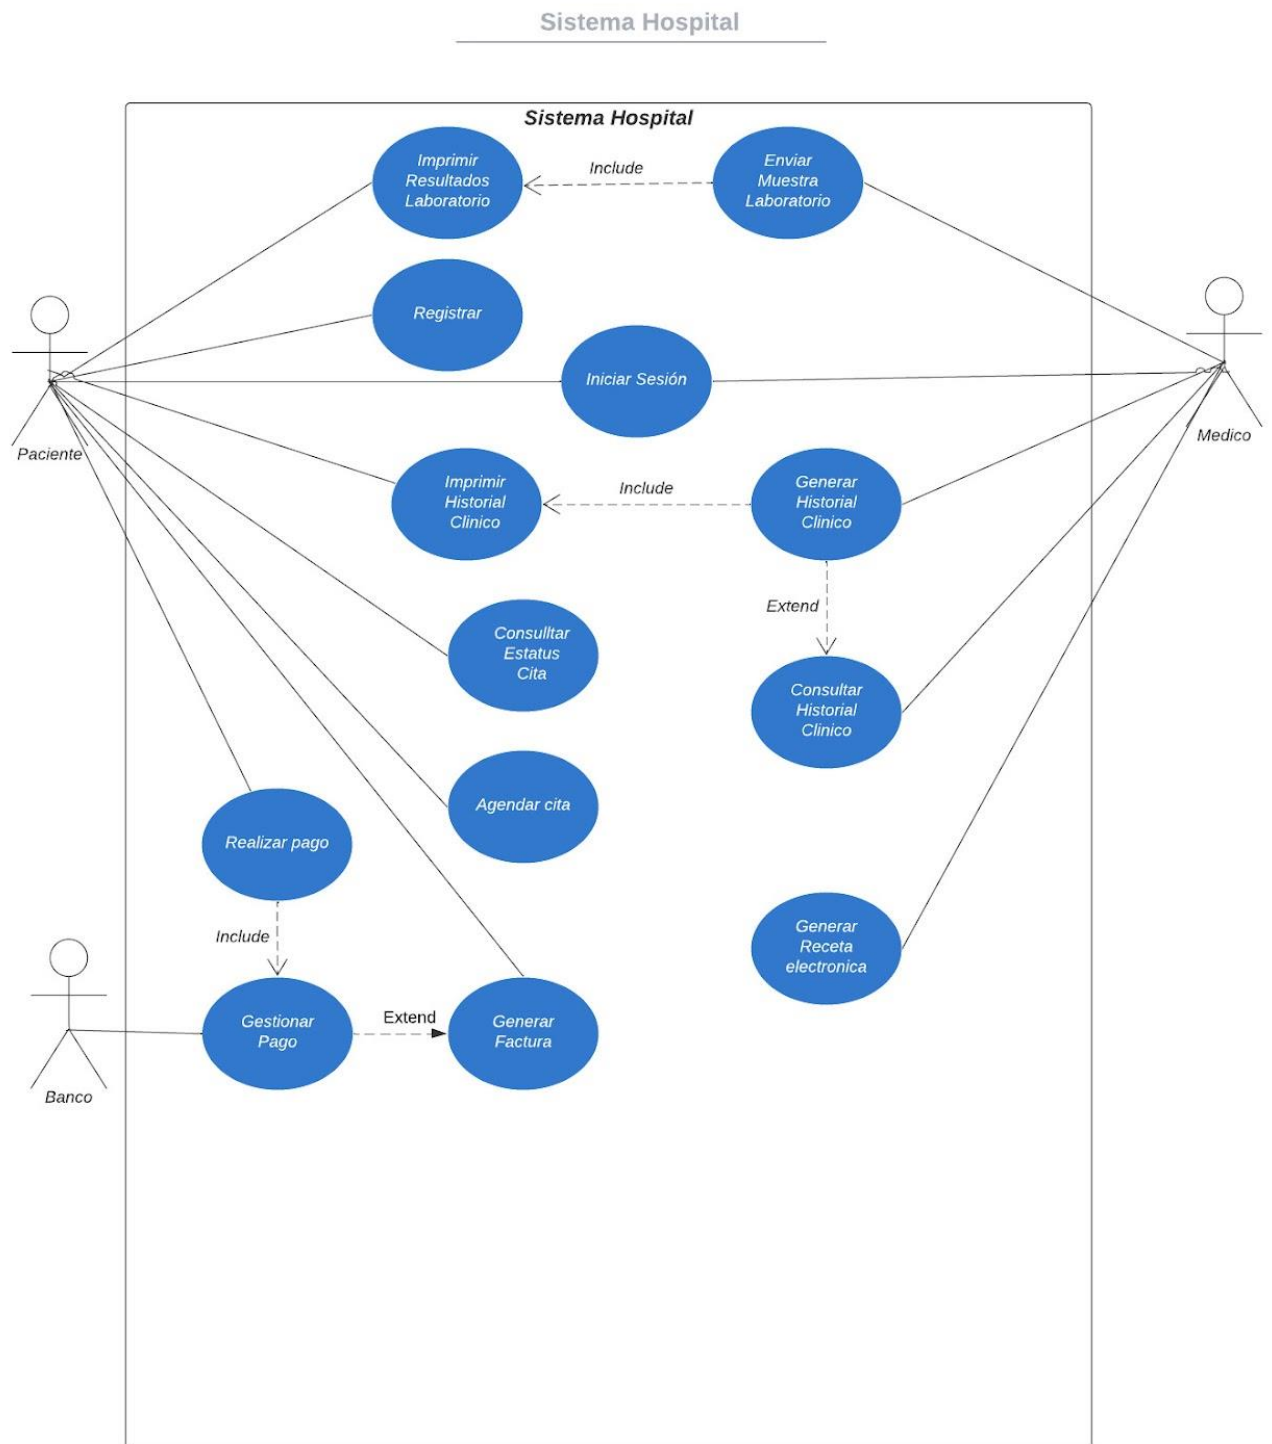 Sistema Hospital
Sistema Hospital
Imprimir
Resultados
Laboratorio
Include
Enviar
Muestra
Laboratorio
Registrar
Iniciar Sesión
Paciente
Medico
Imprimir
Historial
Clinico
Include
Generar
Historial
Clinico
Extend
Consulltar
Estatus
Cita
Consultar
Historial
Clinico
Agendar cita
Realizar pago
Include
Generar
Receta
electronica
Gestionar
Pago
Extend
Generar
Factura
Banco